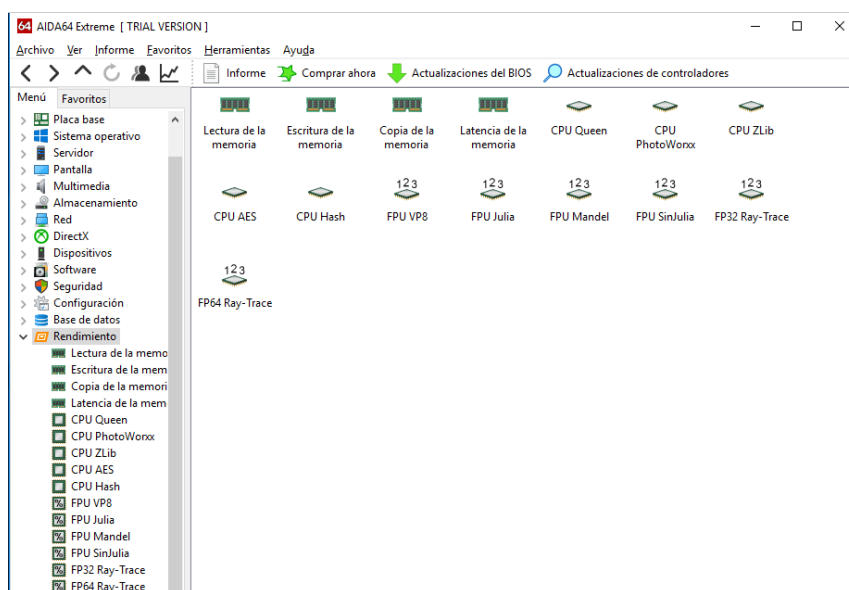 64 AIDA64 Extreme [ TRIAL VERSION ]
Archivo Ver Informe Favoritos Herramientas Ayuda
Informe Comprar ahora Actualizaciones del BIOS Actualizaciones de controladores
Menú Favoritos
Placa base
Sistema operativo
Servidor
Pantalla
Multimedia
Almacenamiento
Red
DirectX
Dispositivos
Software
Seguridad
Configuración
Base de datos
Rendimiento
Lectura de la memo
Escritura de la mem
Copia de la memori
Latencia de la mem
CPU Queen
CPU PhotoWorxx
CPU ZLib
CPU AES
CPU Hash
FPU VP8
FPU Julia
FPU Mandel
FPU SinJulia
FP32 Ray-Trace
FP64 Ray-Trace
Lectura de la
memoria
Escritura de la
memoria
Copia de la
memoria
Latencia de la
memoria
CPU Queen
CPU
PhotoWorxx
CPU ZLib
CPU AES
CPU Hash
123
FPU VP8
123
FPU Julia
123
FPU Mandel
123
FPU SinJulia
123
FP32 Ray-Trace
123
FP64 Ray-Trace